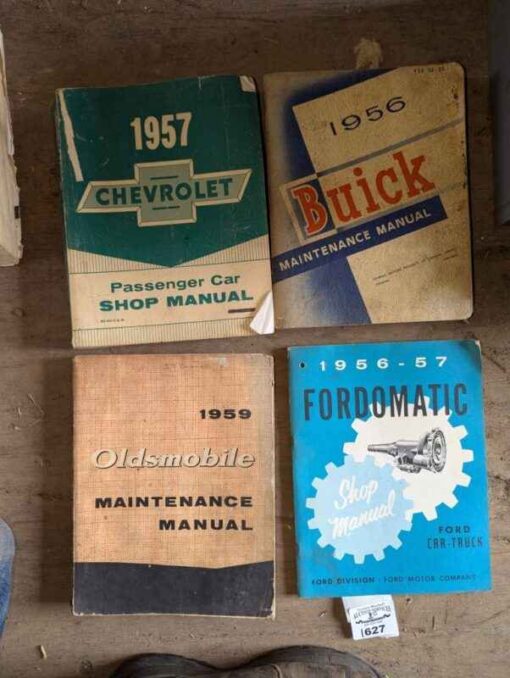 1957
CHEVROLET
Passenger Car
SHOP MANUAL
1956
Buick
MAINTENANCE MANUAL
1959
Oldsmobile
MAINTENANCE
MANUAL
1956-57
FORDOMATIC
Shop
Manual
FORD
CAR-TRUCK
FORD DIVISION · FORD MOTOR COMPANY
1627